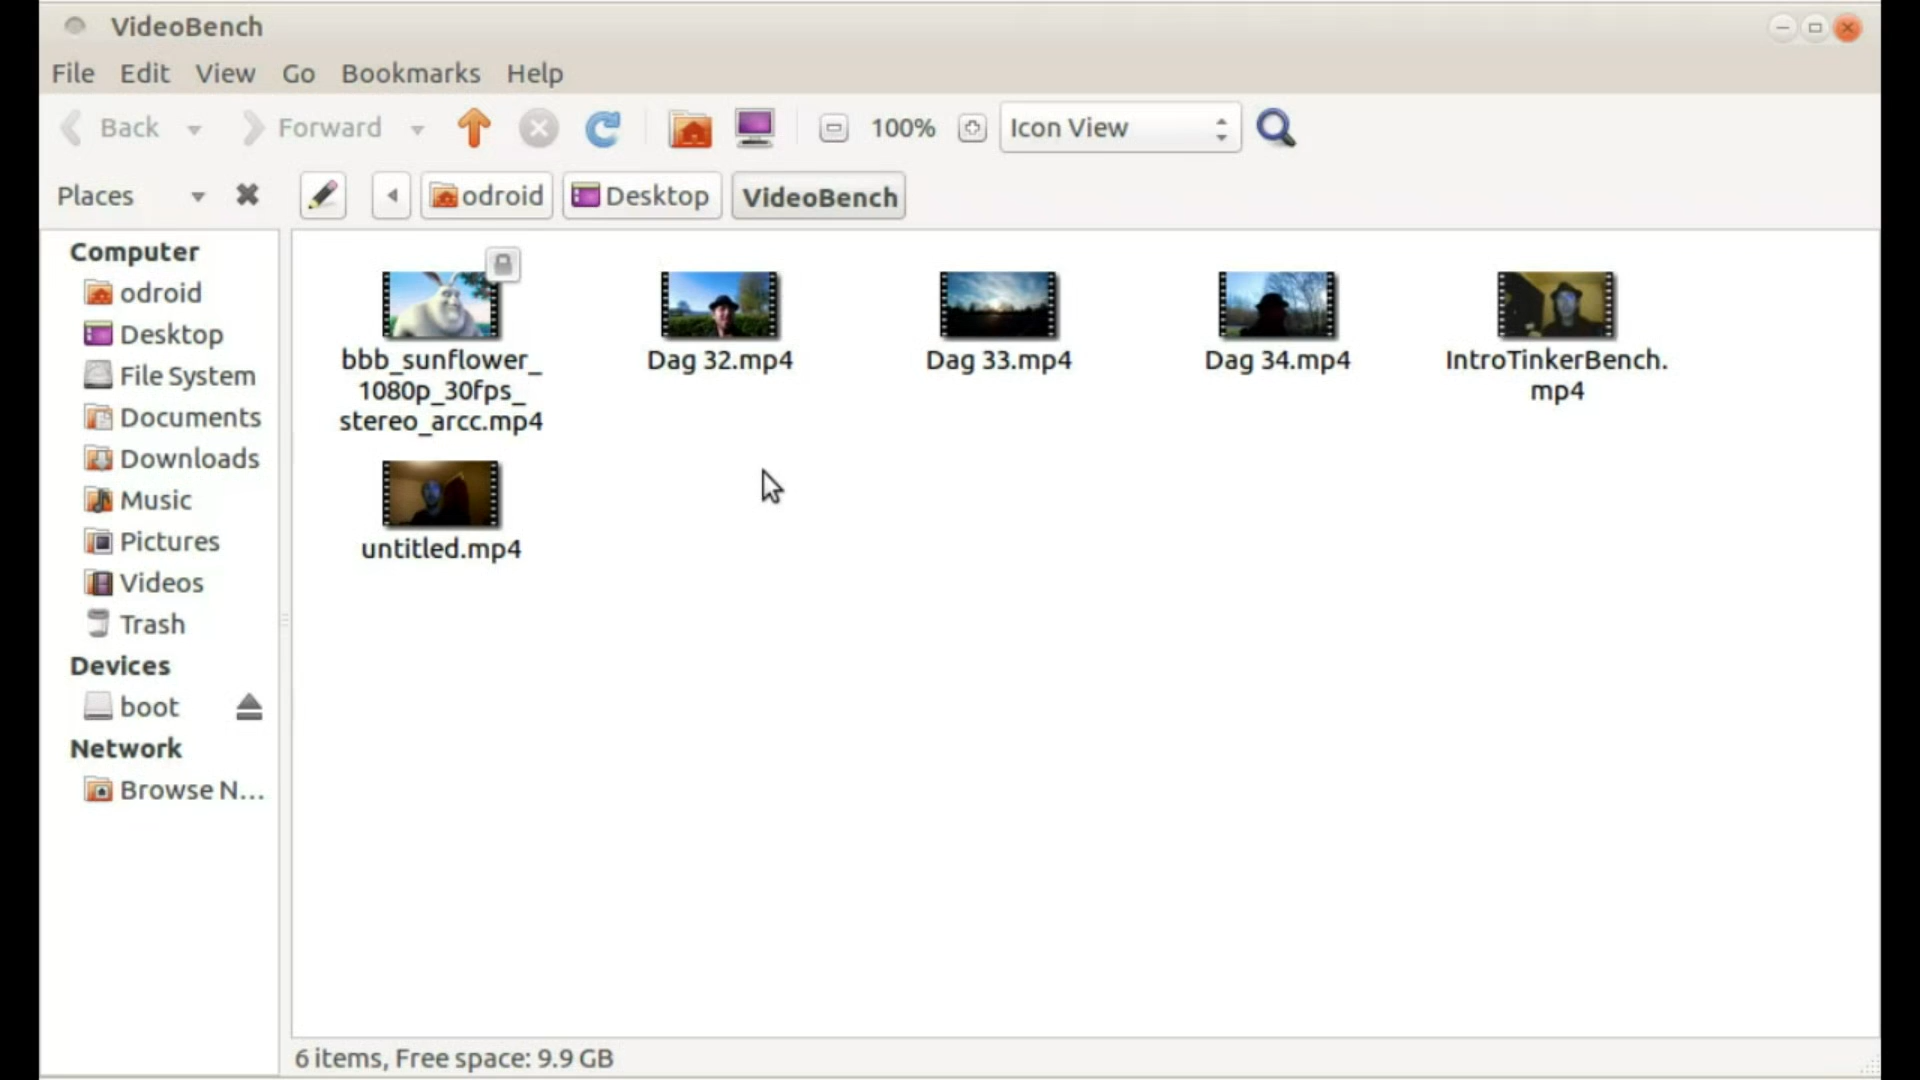 VideoBench
File Edit View Go Bookmarks Help
Back Forward 100% Icon View
Places odroid Desktop VideoBench
Computer
odroid
Desktop
File System
Documents
Downloads
Music
Pictures
Videos
Trash
Devices
boot
Network
Browse N...
bbb_sunflower_
1080p_30fps_
stereo_arcc.mp4
Dag 32.mp4
Dag 33.mp4
Dag 34.mp4
IntroTinkerBench.
mp4
untitled.mp4
6 items, Free space: 9.9 GB